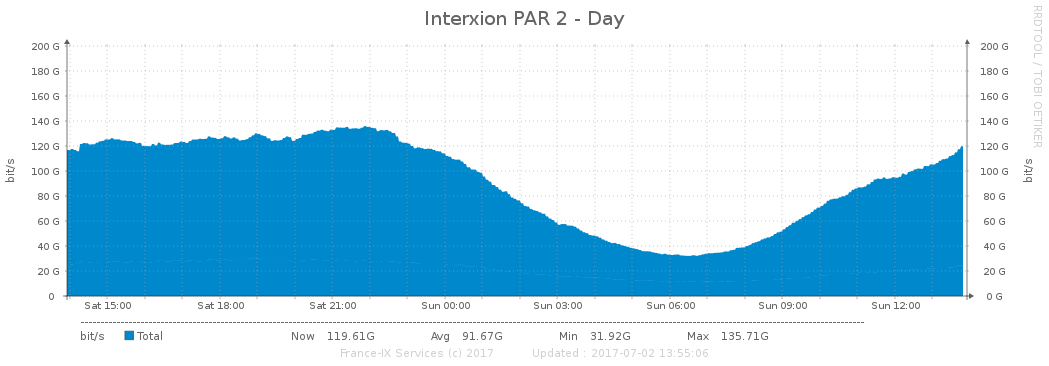 Interxion PAR 2 - Day
RRDTOOL / TOBI OETIKER
bit/s
200 G 200 G
180 G 180 G
160 G 160 G
140 G 140 G
120 G 120 G
100 G 100 G
80 G 80 G
60 G 60 G
40 G 40 G
20 G 20 G
0 0 G
bit/s
Sat 15:00 Sat 18:00 Sat 21:00 Sun 00:00 Sun 03:00 Sun 06:00 Sun 09:00 Sun 12:00
bit/s Total Now 119.61G Avg 91.67G Min 31.92G Max 135.71G
France-IX Services (c) 2017 Updated : 2017-07-02 13:55:06